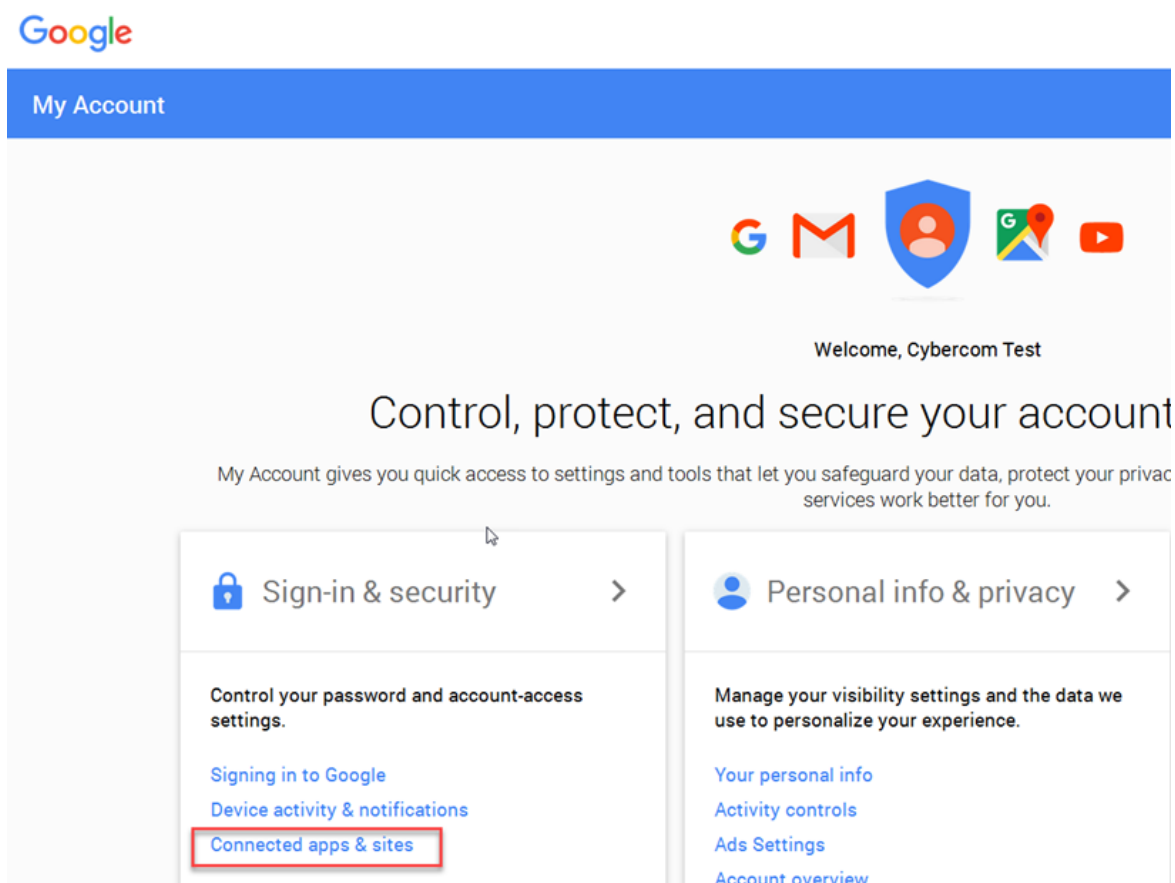 Google
My Account
Welcome, Cybercom Test
Control, protect, and secure your account
My Account gives you quick access to settings and tools that let you safeguard your data, protect your privac
services work better for you.
Sign-in & security
Control your password and account-access
settings.
Signing in to Google
Device activity & notifications
Connected apps & sites
Personal info & privacy
Manage your visibility settings and the data we
use to personalize your experience.
Your personal info
Activity controls
Ads Settings
Account overview